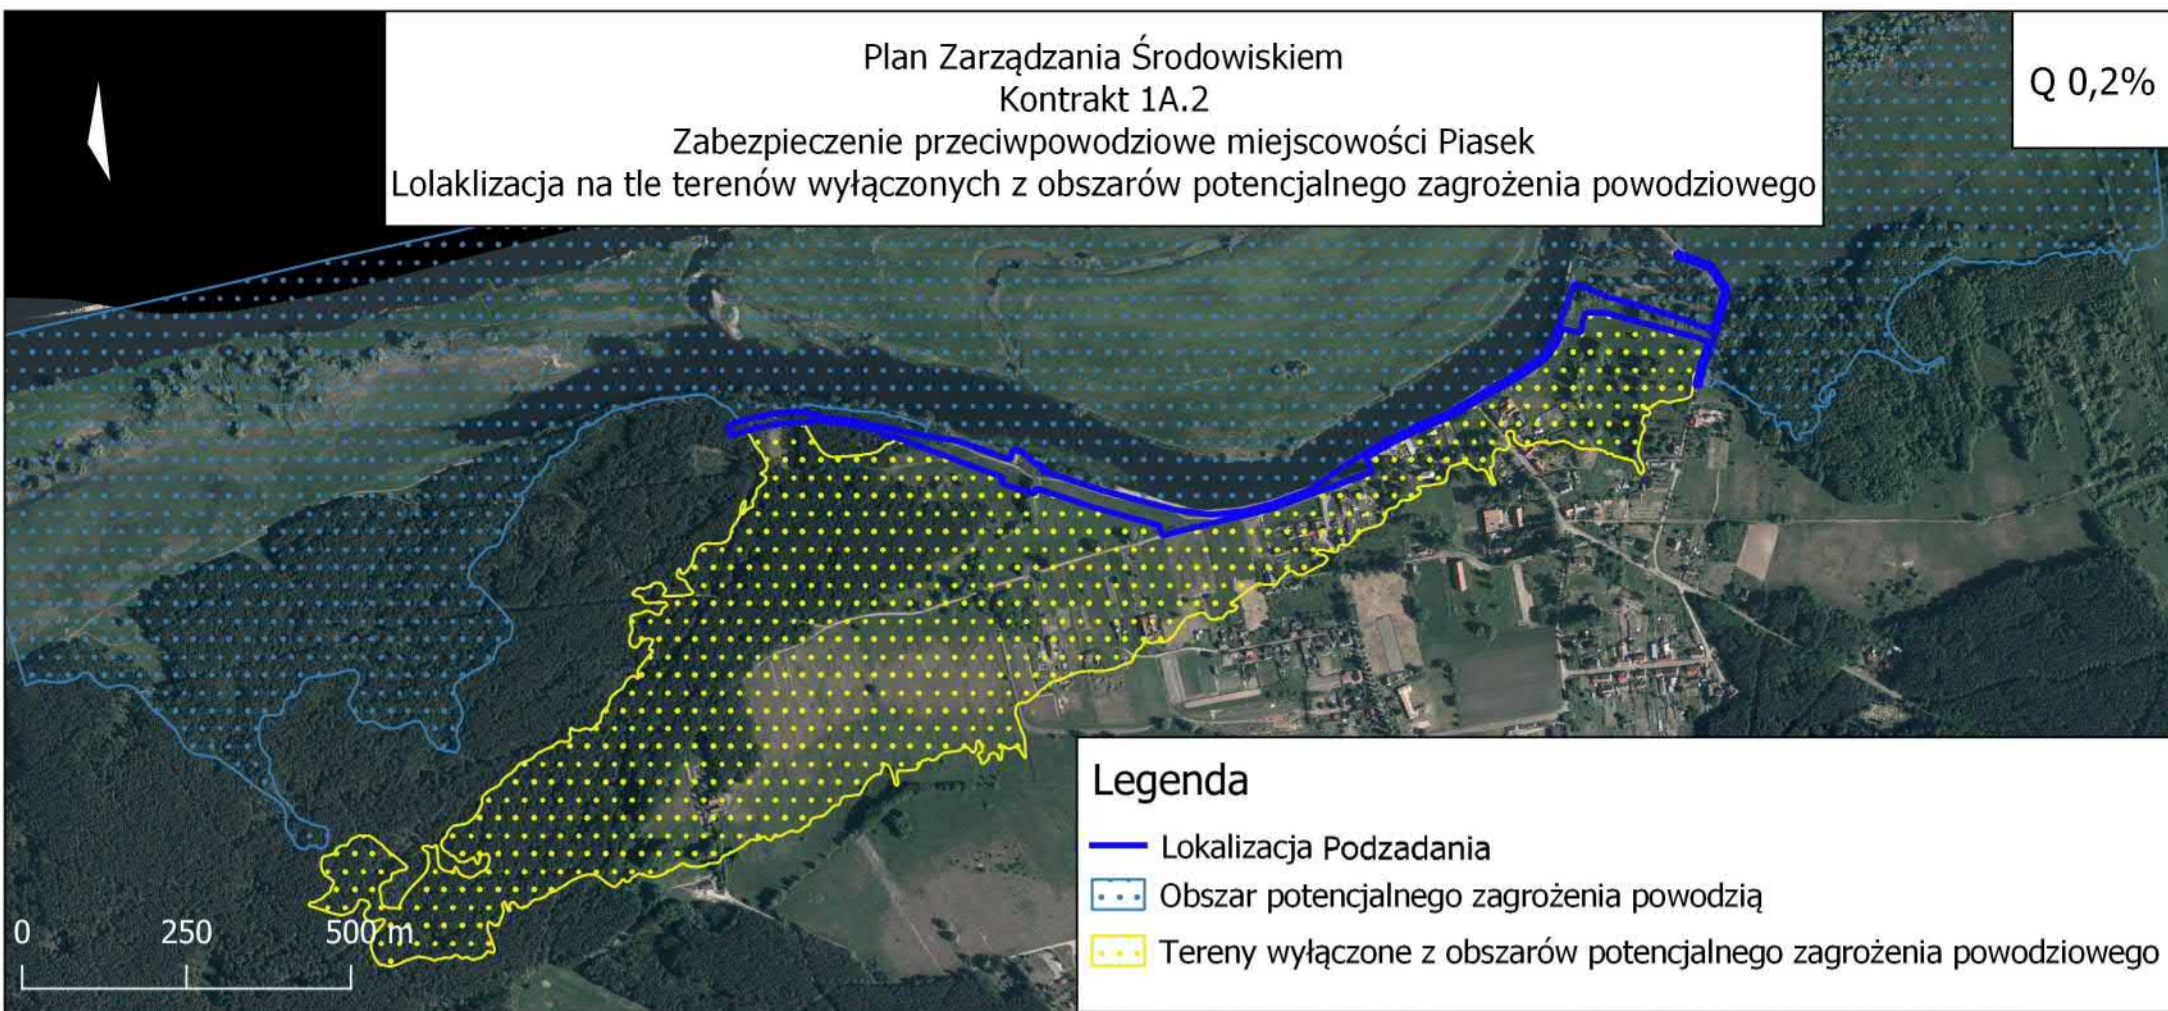 Plan Zarządzania Środowiskiem
Kontrakt 1A.2
Zabezpieczenie przeciwpowodziowe miejscowości Piasek
Lolaklizacja na tle terenów wyłączonych z obszarów potencjalnego zagrożenia powodziowego
Q 0,2%
Legenda
Lokalizacja Podzadania
Obszar potencjalnego zagrożenia powodzią
Tereny wyłączone z obszarów potencjalnego zagrożenia powodziowego
0 250 500 m